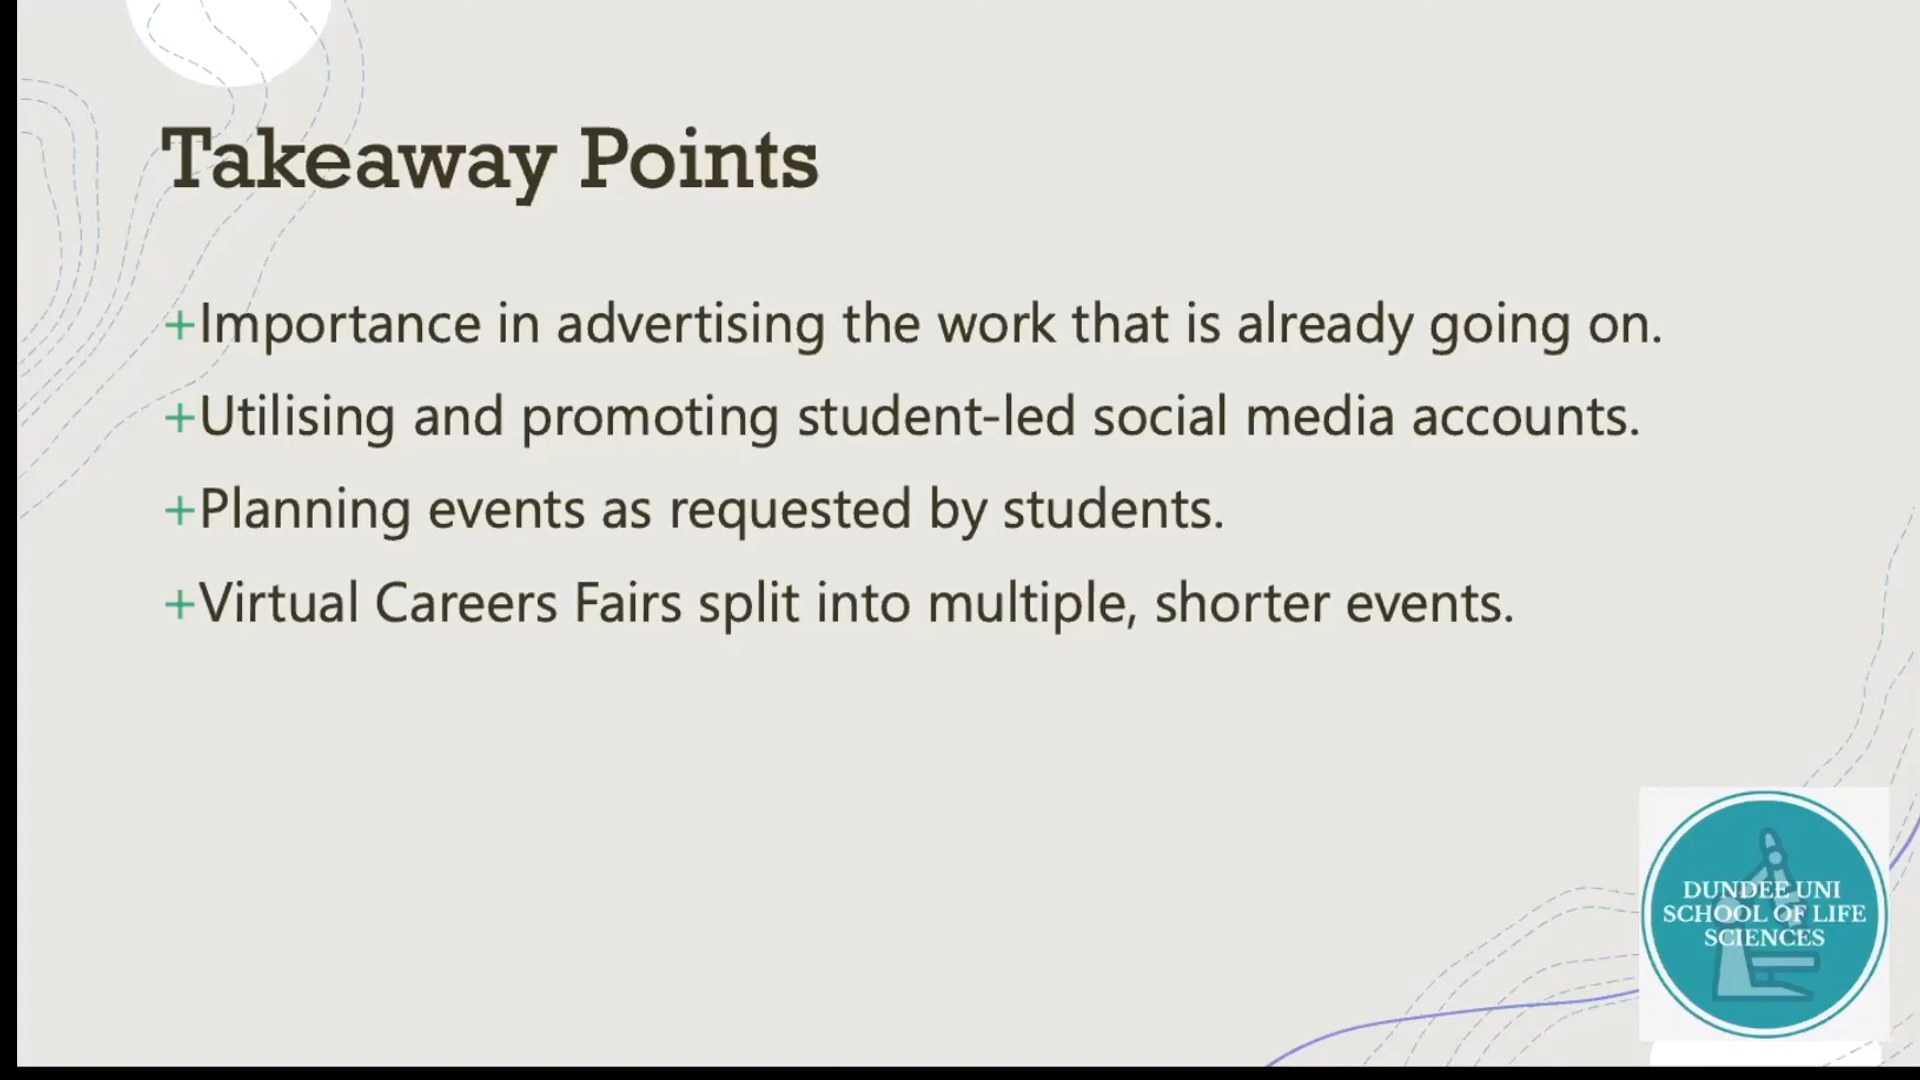 Takeaway Points
+Importance in advertising the work that is already going on.
+Utilising and promoting student-led social media accounts.
+Planning events as requested by students.
+Virtual Careers Fairs split into multiple, shorter events.
DUNDEE UNI
SCHOOL OF LIFE
SCIENCES